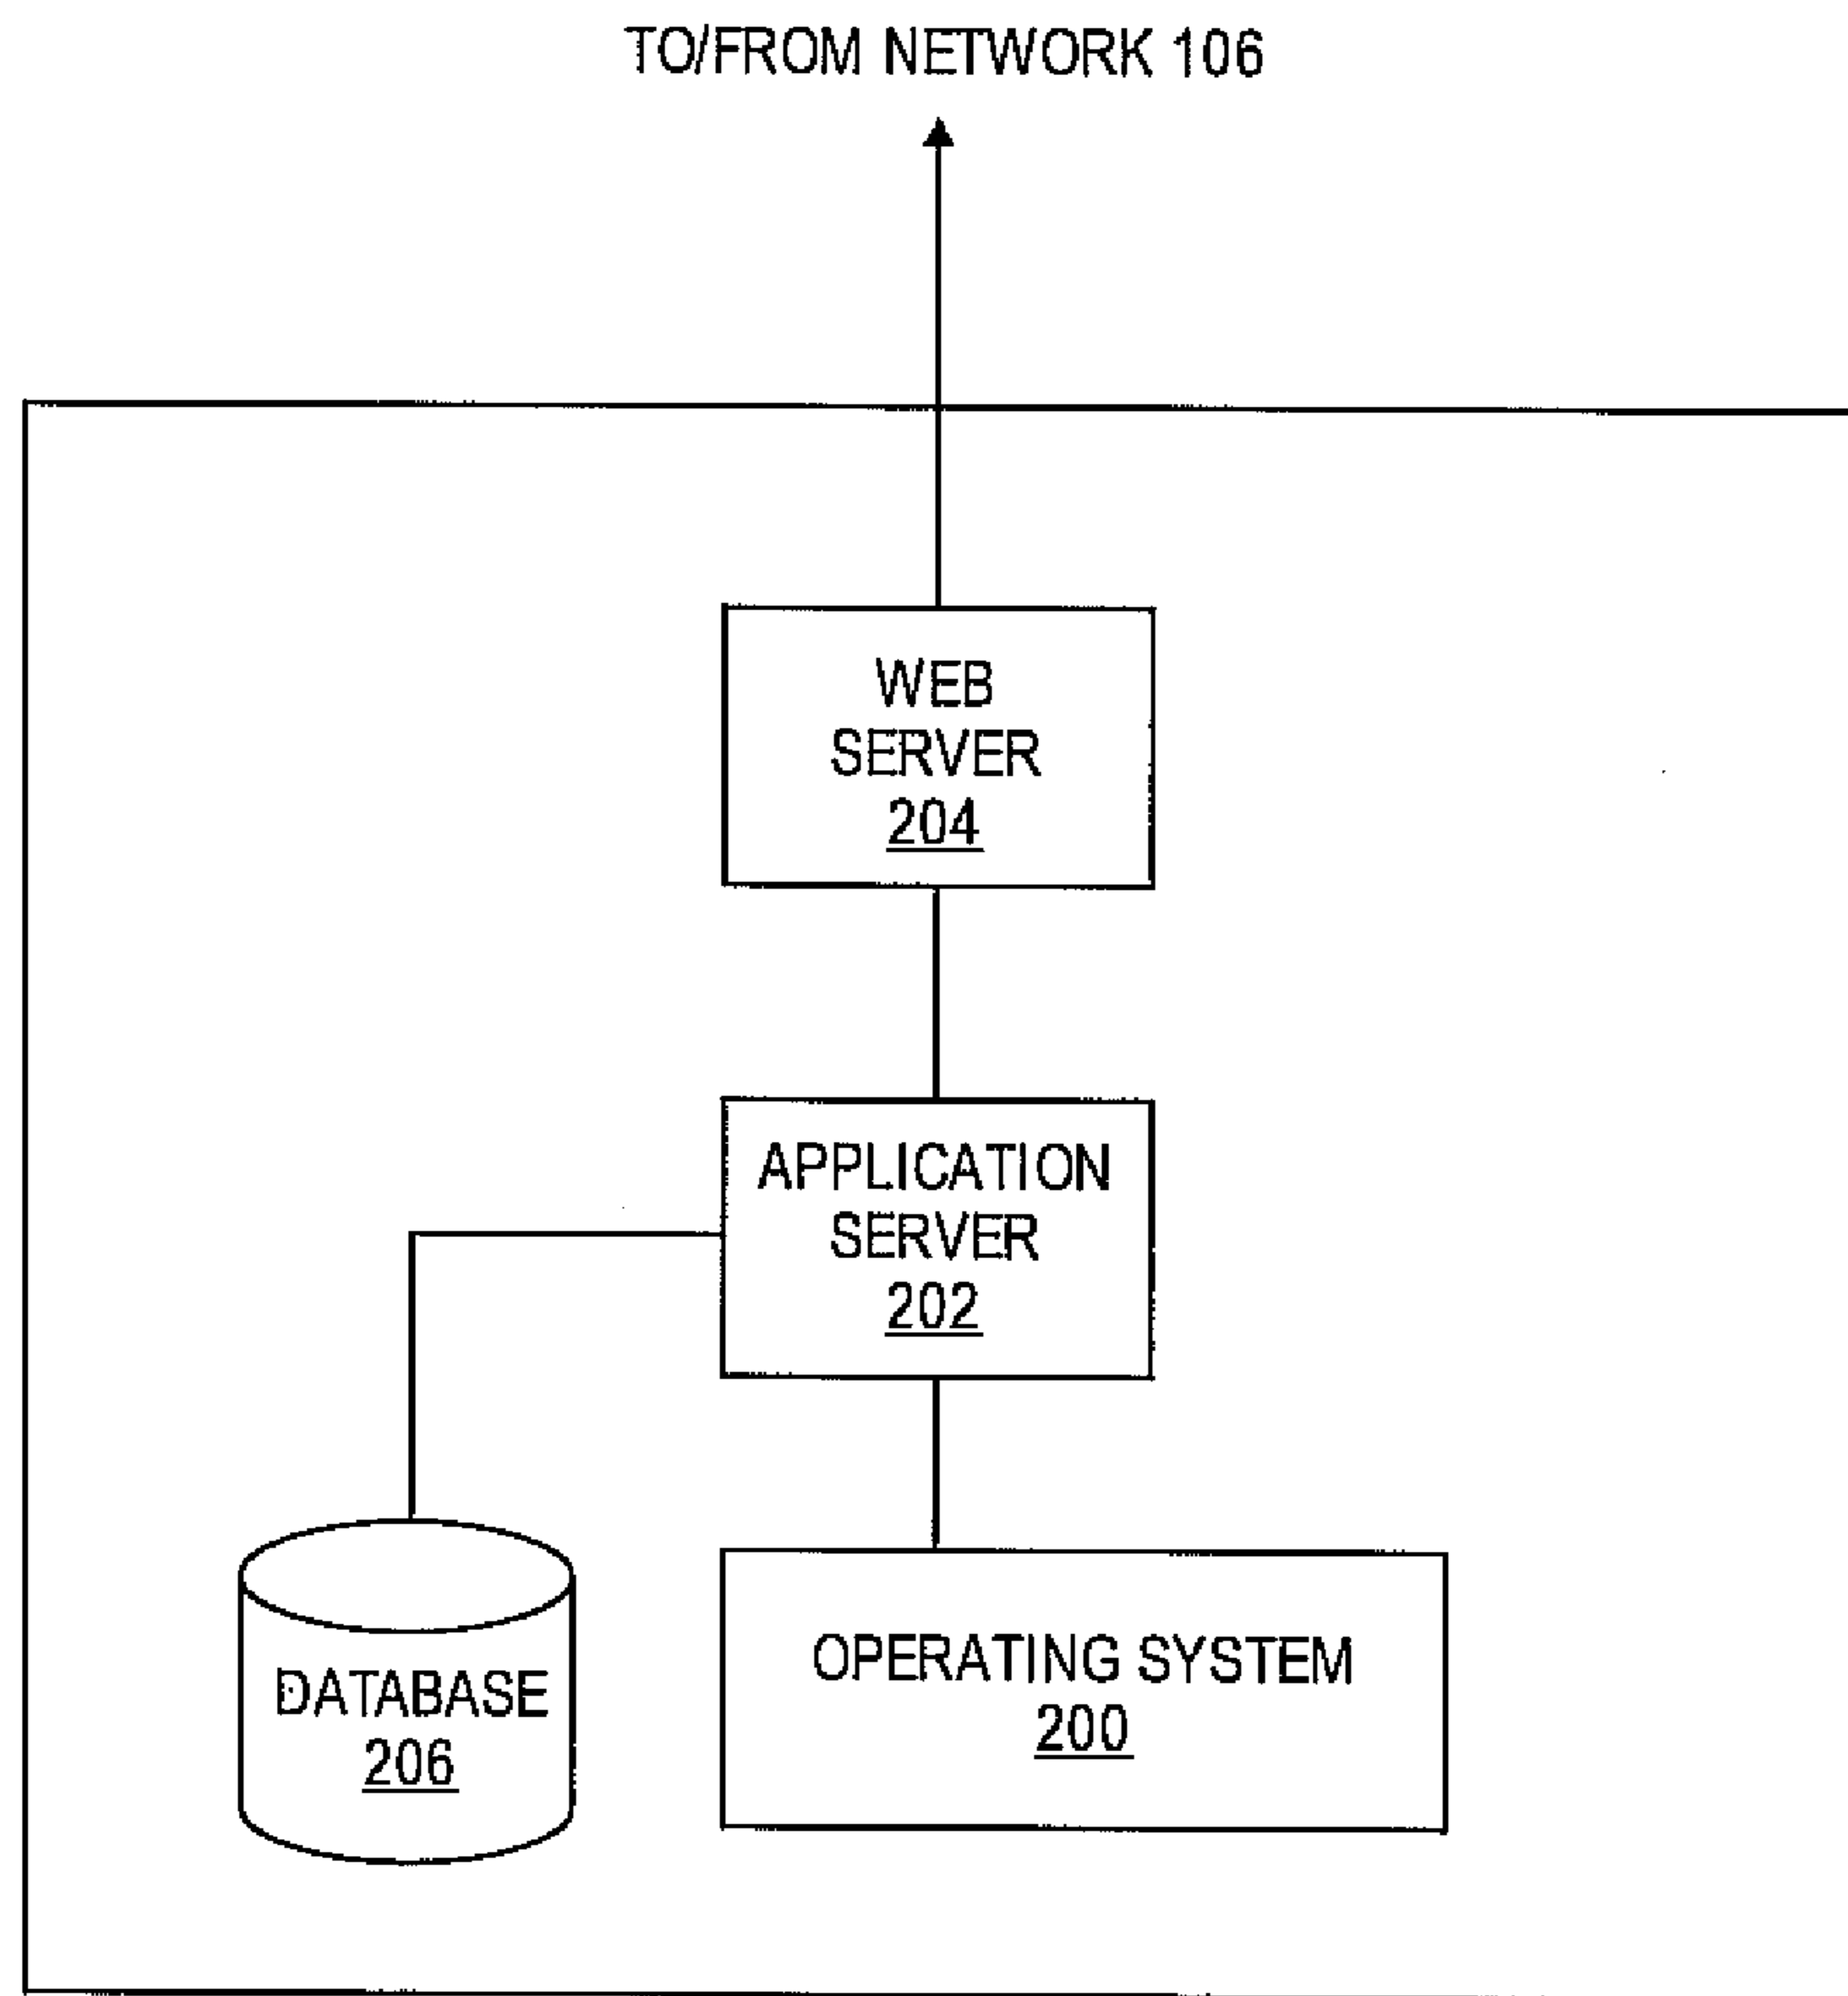 TO/FROM NETWORK 106
WEB
SERVER
204
APPLICATION
SERVER
202
DATABASE
206
OPERATING SYSTEM
200